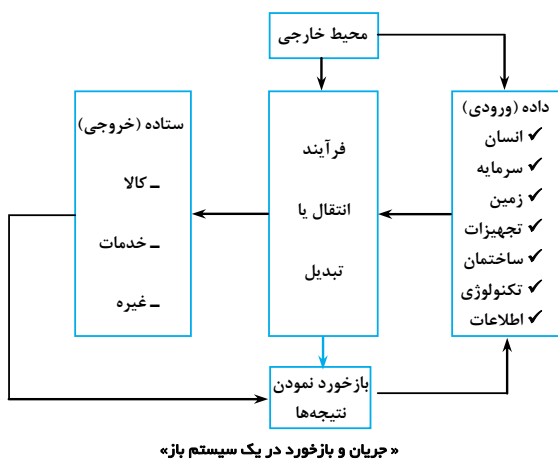 محیط خارجی
داده (ورودی)
✓ انسان
✓ سرمایه
✓ زمین
✓ تجهیزات
✓ ساختمان
✓ تکنولوژی
✓ اطلاعات
فرآیند
انتقال یا
تبدیل
ستاده (خروجی)
ـ کالا
ـ خدمات
ـ غیره
بازخورد نمودن
نتیجه‌ها
« جریان و بازخورد در یک سیستم باز»